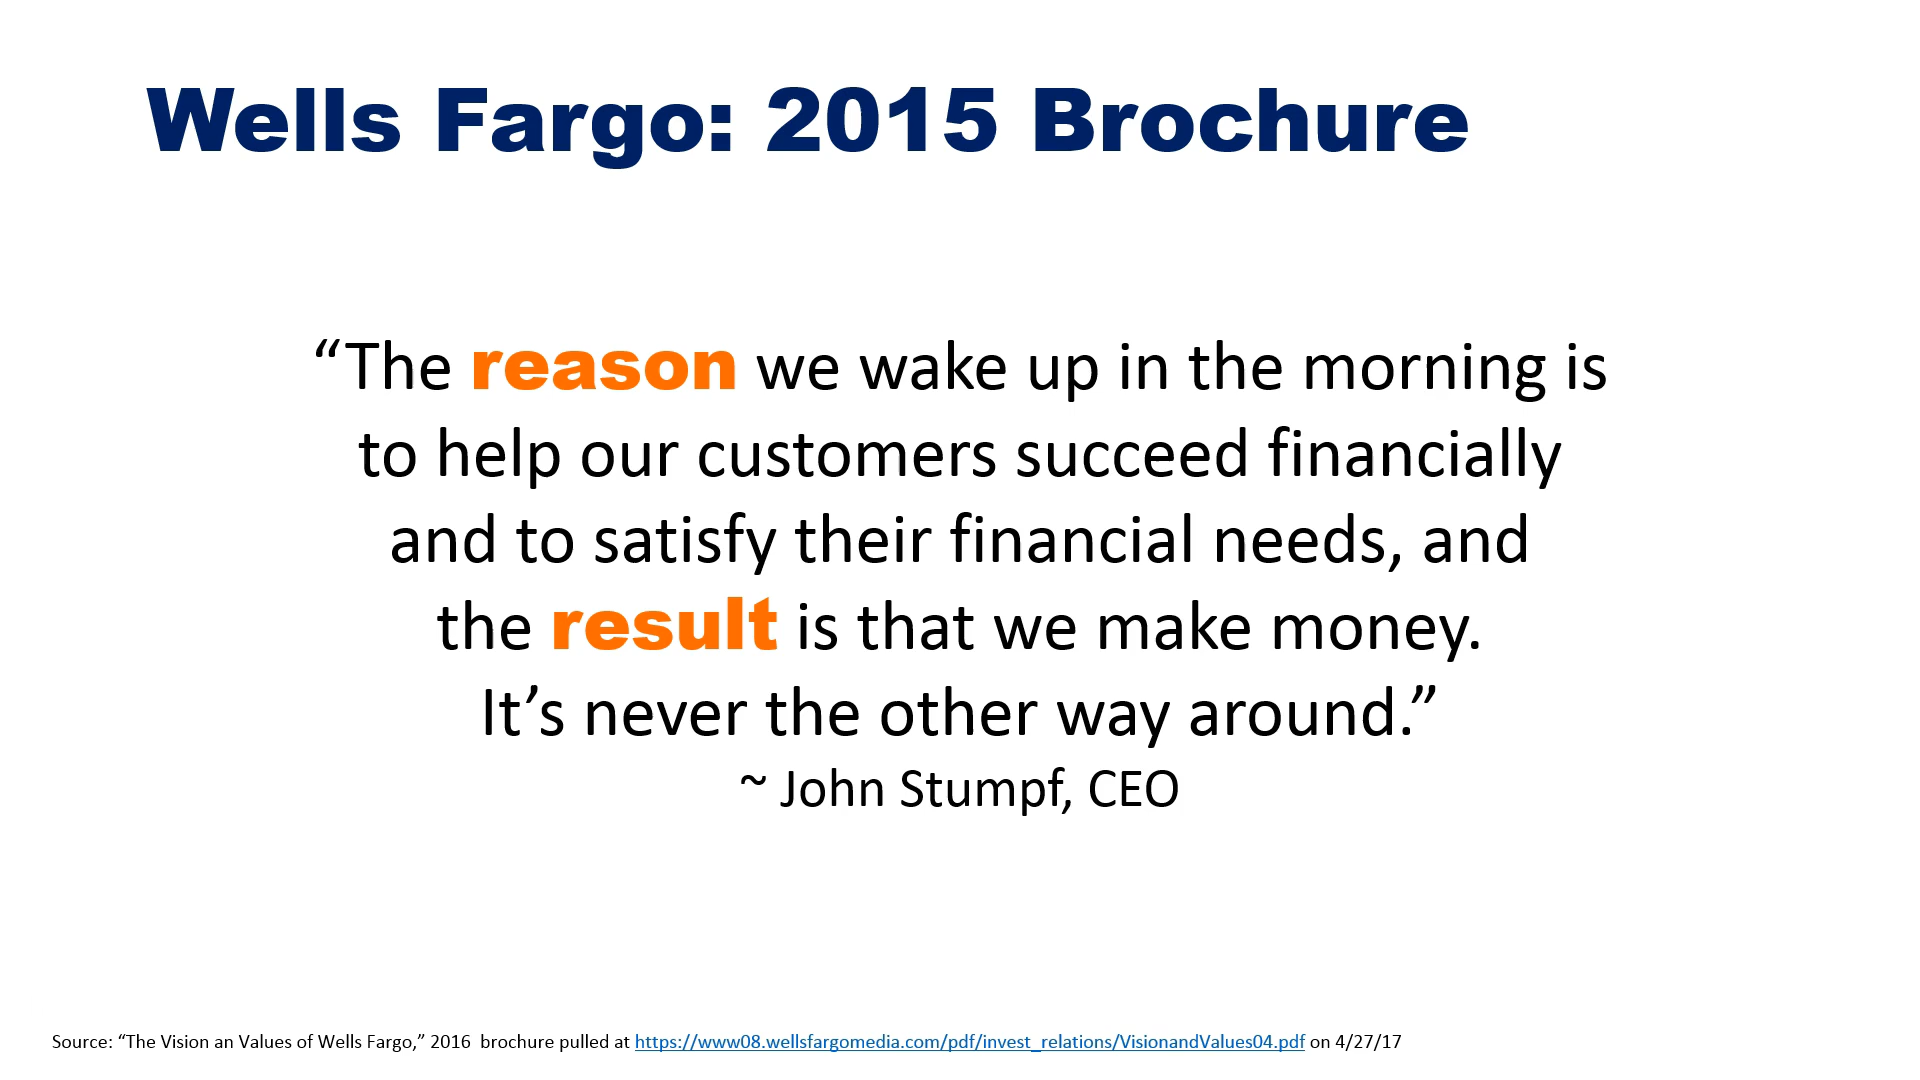 Wells Fargo: 2015 Brochure
“The reason we wake up in the morning is
to help our customers succeed financially
and to satisfy their financial needs, and
the result is that we make money.
It’s never the other way around.”
~ John Stumpf, CEO
Source: “The Vision an Values of Wells Fargo,” 2016  brochure pulled at https://www08.wellsfargomedia.com/pdf/invest_relations/VisionandValues04.pdf on 4/27/17